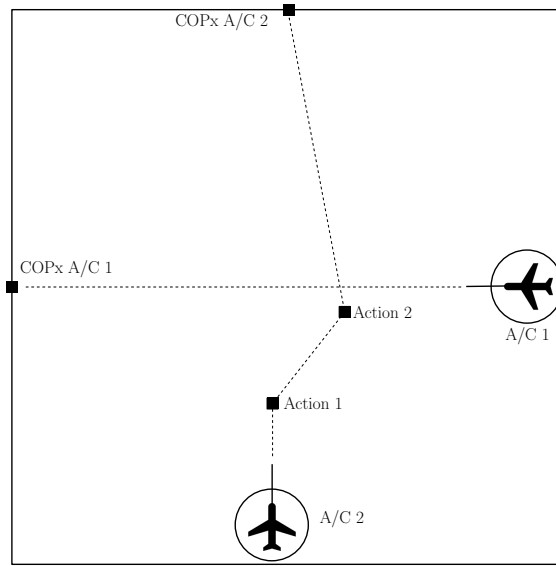 COPx A/C 2
COPx A/C 1
Action 2
A/C 1
Action 1
A/C 2